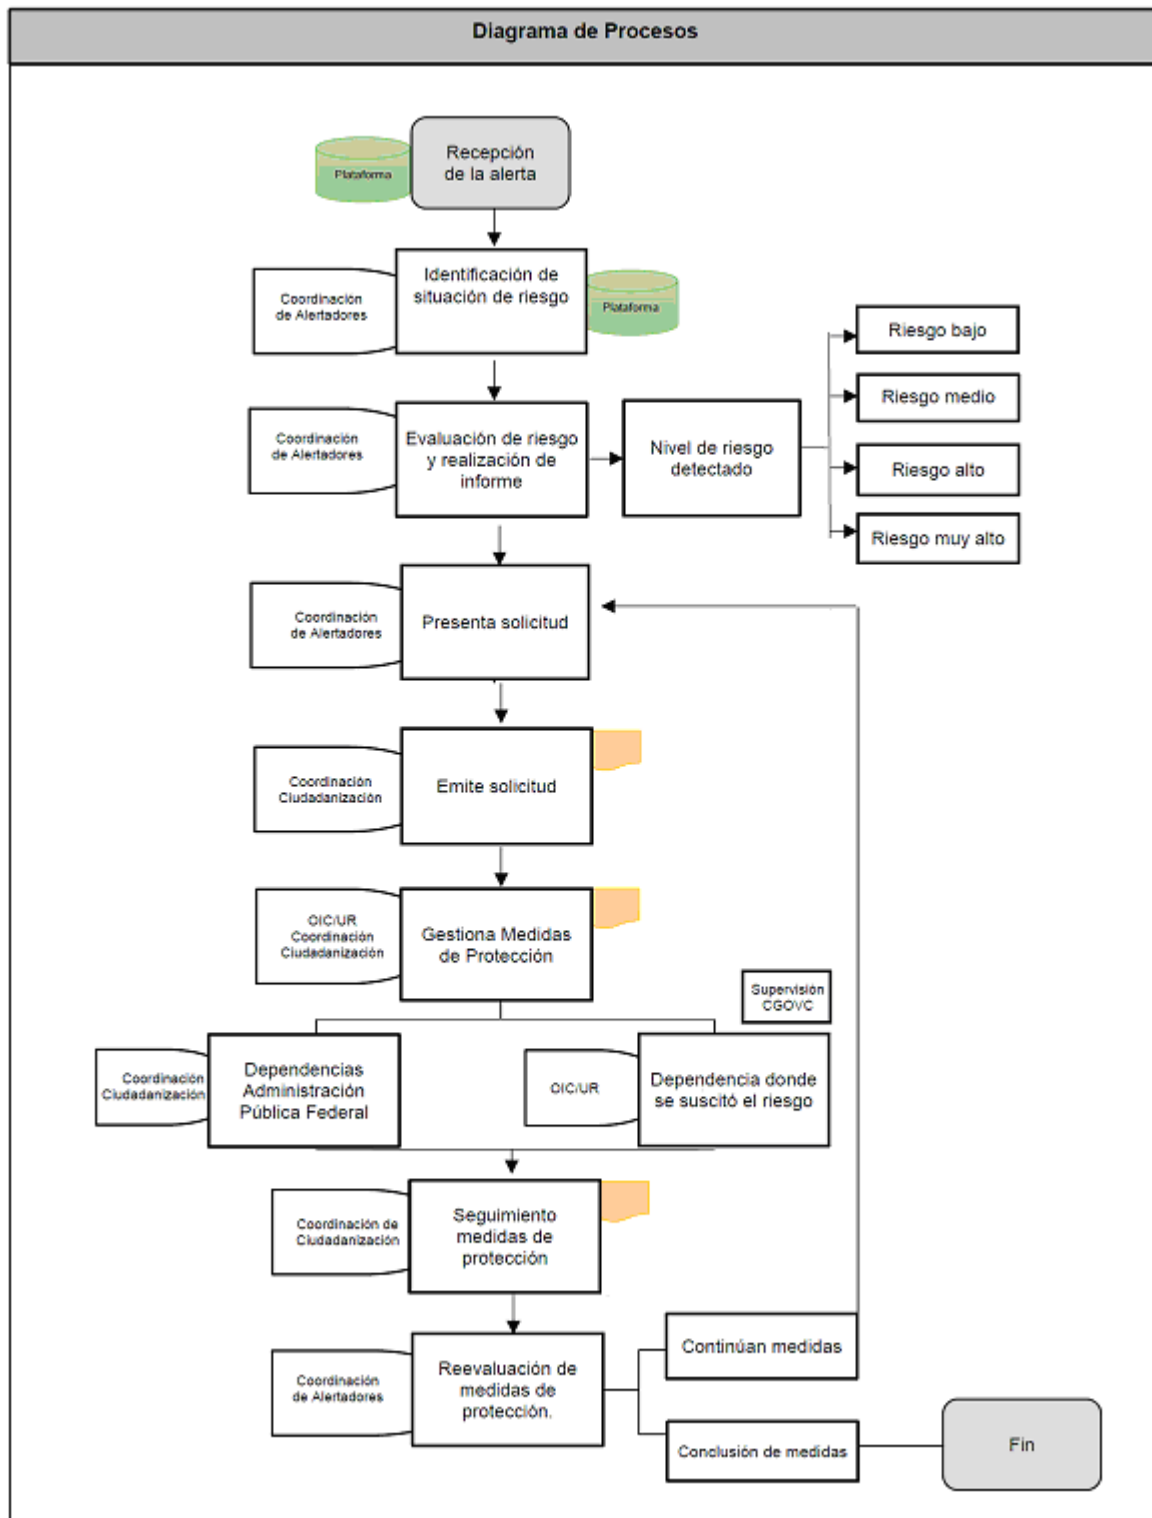 Diagrama de Procesos
Plataforma
Recepción
de la alerta
Coordinación
de Alertadores
Identificación de
situación de riesgo
Plataforma
Coordinación
de Alertadores
Evaluación de riesgo
y realización de
informe
Nivel de riesgo
detectado
Riesgo bajo
Riesgo medio
Riesgo alto
Riesgo muy alto
Coordinación
de Alertadores
Presenta solicitud
Coordinación
Ciudadanización
Emite solicitud
OIC/UR
Coordinación
Ciudadanización
Gestiona Medidas
de Protección
Supervisión
CGOVC
Coordinación
Ciudadanización
Dependencias
Administración
Pública Federal
OIC/UR
Dependencia donde
se suscitó el riesgo
Coordinación de
Ciudadanización
Seguimiento
medidas de
protección
Coordinación
de Alertadores
Reevaluación de
medidas de
protección.
Continúan medidas
Conclusión de medidas
Fin